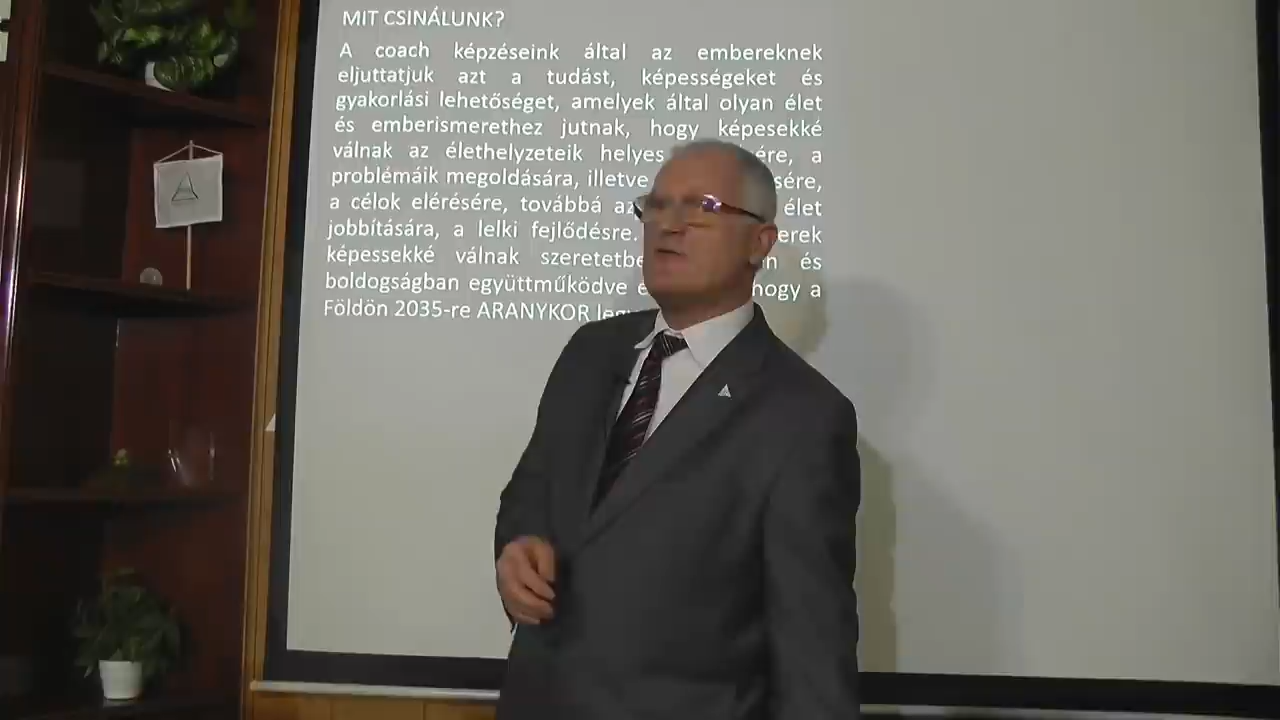 MIT CSINÁLUNK?
A coach képzéseink által az embereknek
eljuttatjuk azt a tudást, képességeket és
gyakorlási lehetőséget, amelyek által olyan élet
és emberismerethez jutnak, hogy képesekké
válnak az élethelyzeteik helyes a
problémáik megoldására, illetve
a célok elérésére, továbbá élet
jobbítására, a lelki fejlődésre.
képessekké válnak és
boldogságban együttműködve hogy a
Földön 2035-re ARANYKOR